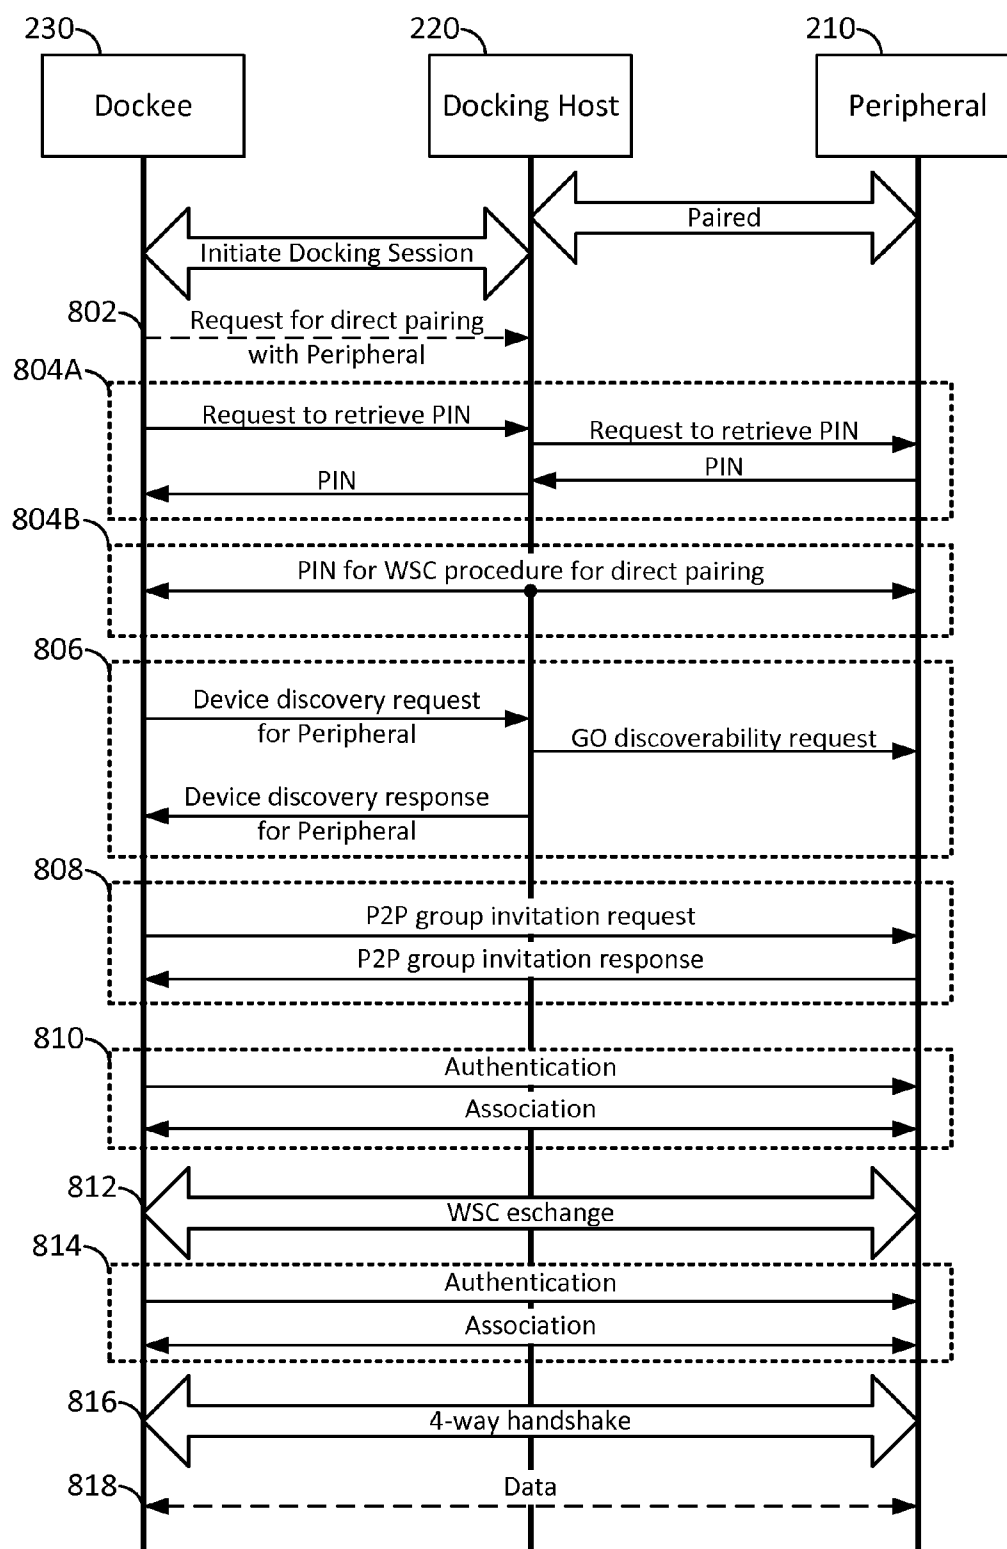 230
220
210
Dockee
Docking Host
Peripheral
Paired
Initiate Docking Session
802
Request for direct pairing
with Peripheral
804A
Request to retrieve PIN
Request to retrieve PIN
PIN
PIN
804B
PIN for WSC procedure for direct pairing
806
Device discovery request
for Peripheral
GO discoverability request
Device discovery response
for Peripheral
808
P2P group invitation request
P2P group invitation response
810
Authentication
Association
812
WSC eschange
814
Authentication
Association
816
4-way handshake
818
Data